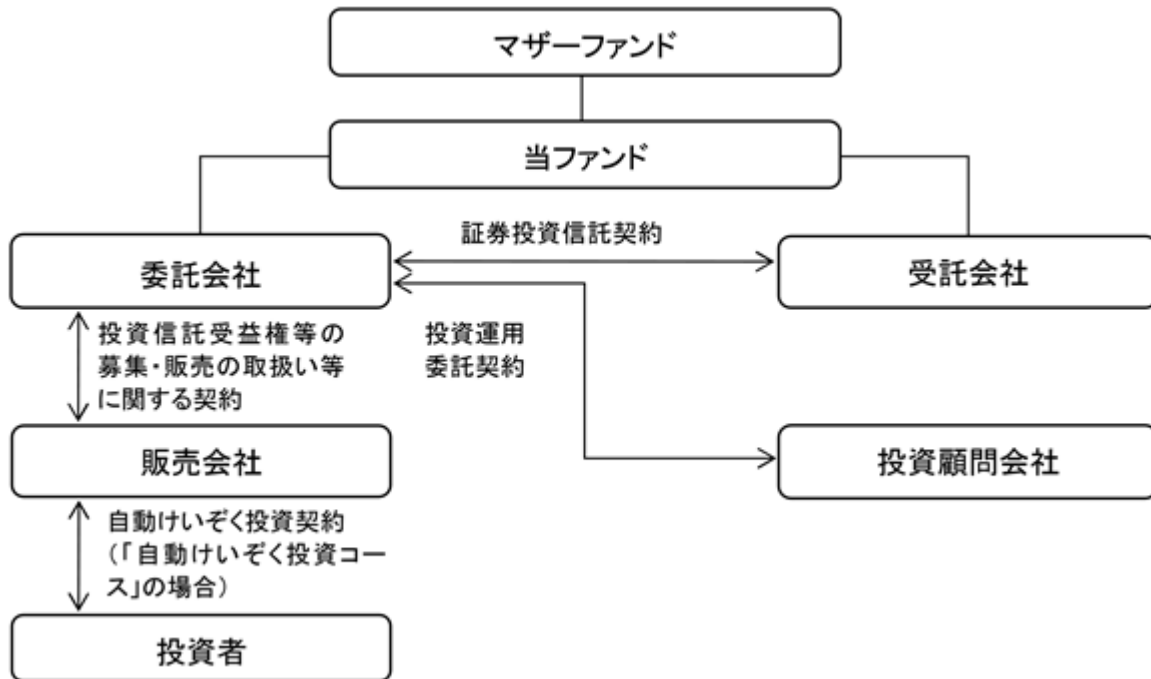 マザーファンド
当ファンド
証券投資信託契約
委託会社
受託会社
投資信託受益権等の
募集・販売の取扱い等
に関する契約
投資運用
委託契約
販売会社
投資顧問会社
自動けいぞく投資契約
(「自動けいぞく投資コー
ス」の場合)
投資者